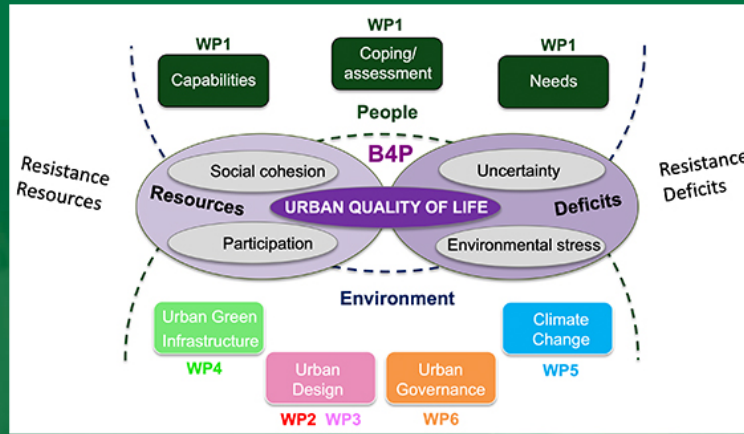 WP1
WP1
WP1
Capabilities
Coping/
assessment
Needs
People
B4P
Resistance
Resources
Resistance
Deficits
Social cohesion
Uncertainty
Resources
URBAN QUALITY OF LIFE
Deficits
Participation
Environmental stress
Environment
Urban Green
Infrastructure
WP4
Climate
Change
WP5
Urban
Design
WP2 WP3
Urban
Governance
WP6